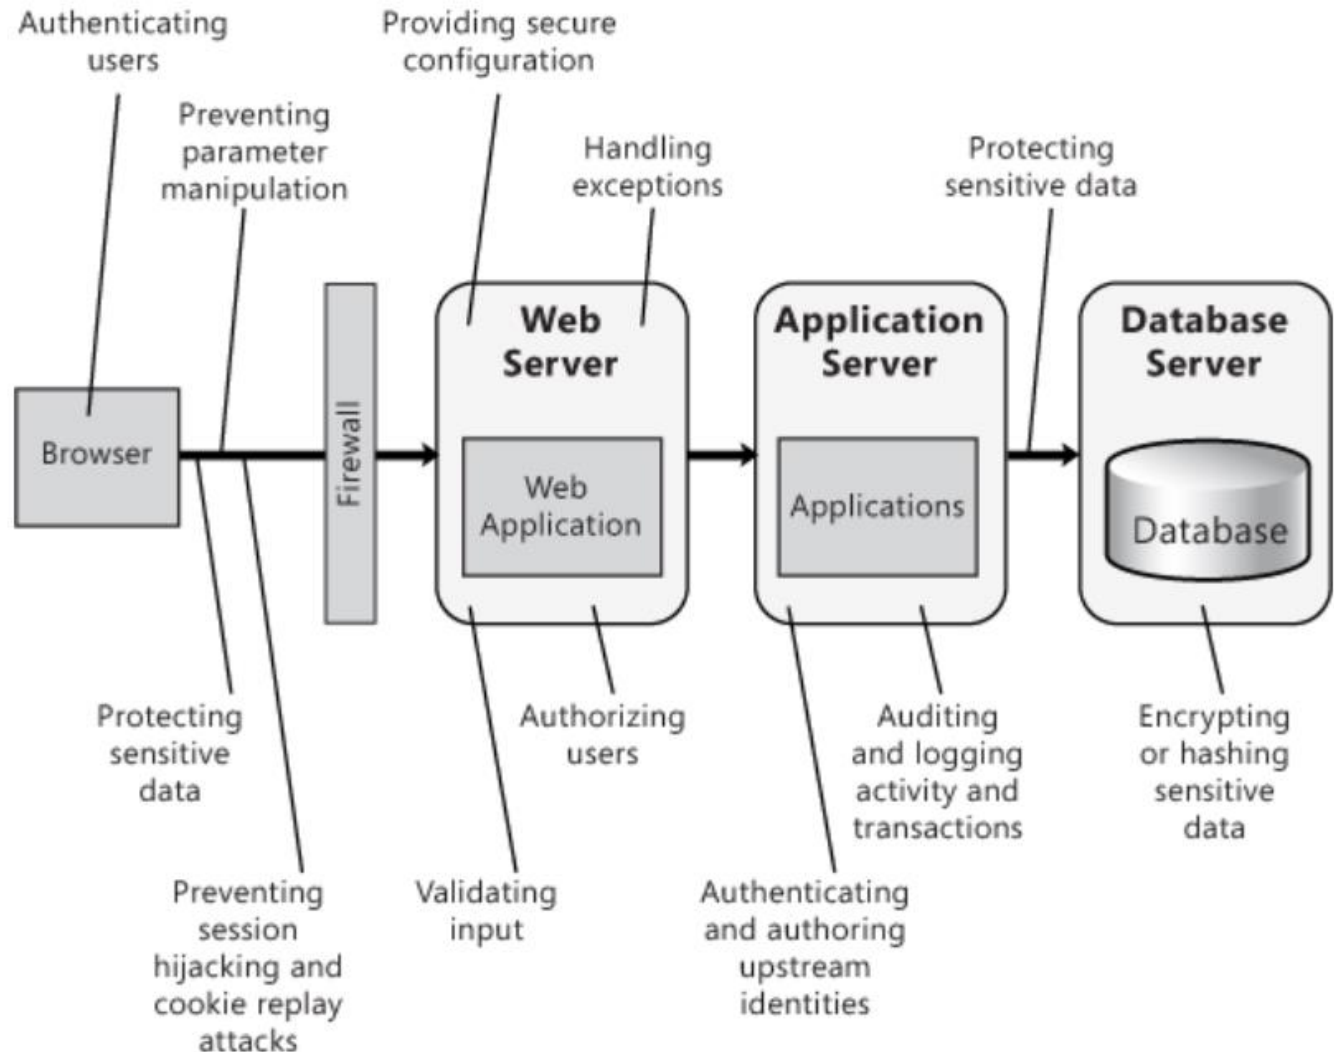 Authenticating
users
Providing secure
configuration
Preventing
parameter
manipulation
Handling
exceptions
Protecting
sensitive data
Browser
Firewall
Web
Server
Web
Application
Application
Server
Applications
Database
Server
Database
Protecting
sensitive
data
Authorizing
users
Auditing
and logging
activity and
transactions
Encrypting
or hashing
sensitive
data
Preventing
session
hijacking and
cookie replay
attacks
Validating
input
Authenticating
and authoring
upstream
identities